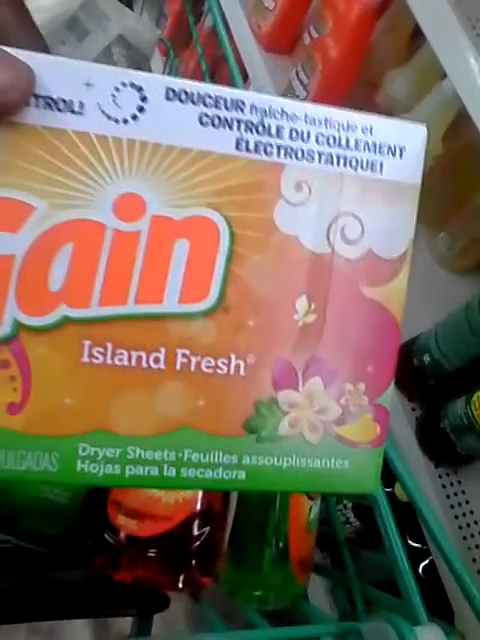 TROL!
DOUCEUR fraîche-tastique et
CONTRÔLE DU COLLEMENT
ÉLECTROSTATIQUE!
Gain
Island Fresh
PULGADAS
Dryer Sheets • Feuilles assouplissantes
Hojas para la secadora